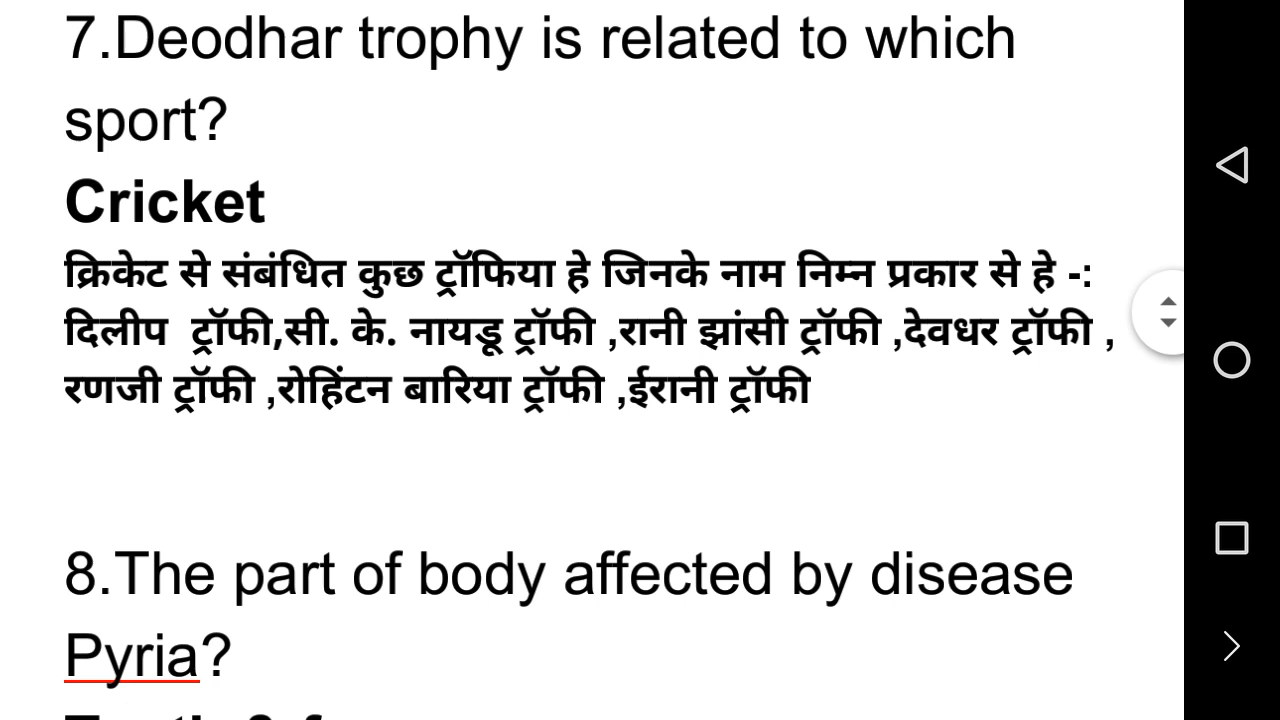 7.Deodhar trophy is related to which
sport?
Cricket
क्रिकेट से संबंधित कुछ ट्रॉफिया हे जिनके नाम निम्न प्रकार से हे -:
दिलीप  ट्रॉफी,सी. के. नायडू ट्रॉफी ,रानी झांसी ट्रॉफी ,देवधर ट्रॉफी ,
रणजी ट्रॉफी ,रोहिंटन बारिया ट्रॉफी ,ईरानी ट्रॉफी
8.The part of body affected by disease
Pyria?